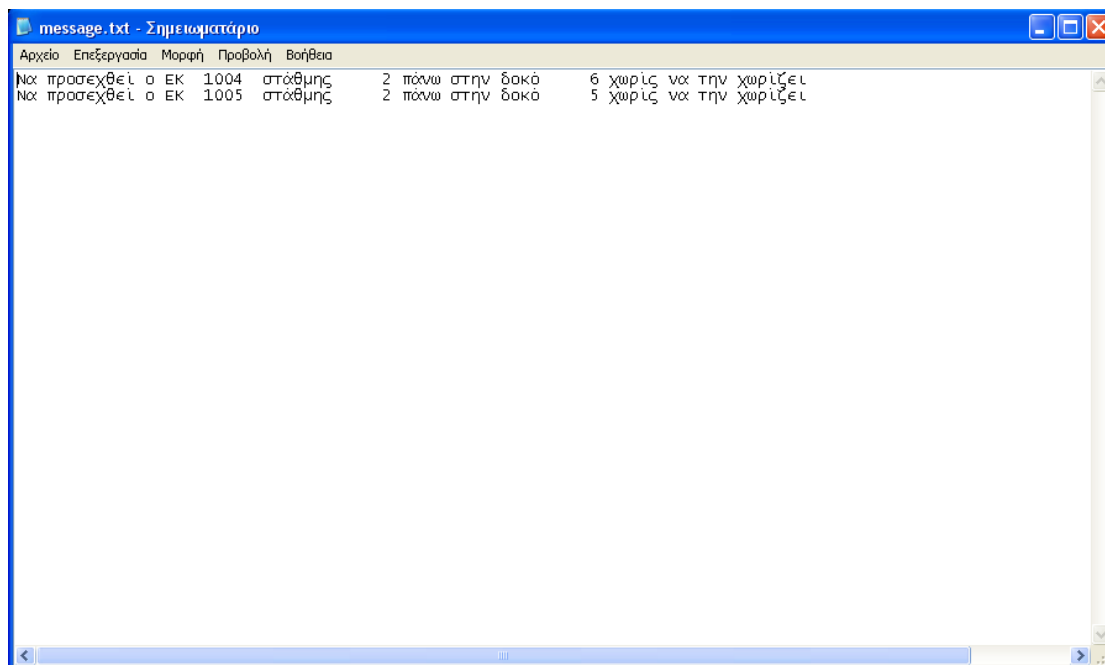 message.txt - Σημειωματάριο
Αρχείο Επεξεργασία Μορφή Προβολή Βοήθεια
Να προσεχθεί ο ΕΚ 1004 στάθμης 2 πάνω στην δοκό 6 χωρίς να την χωρίζει
Να προσεχθεί ο ΕΚ 1005 στάθμης 2 πάνω στην δοκό 5 χωρίς να την χωρίζει